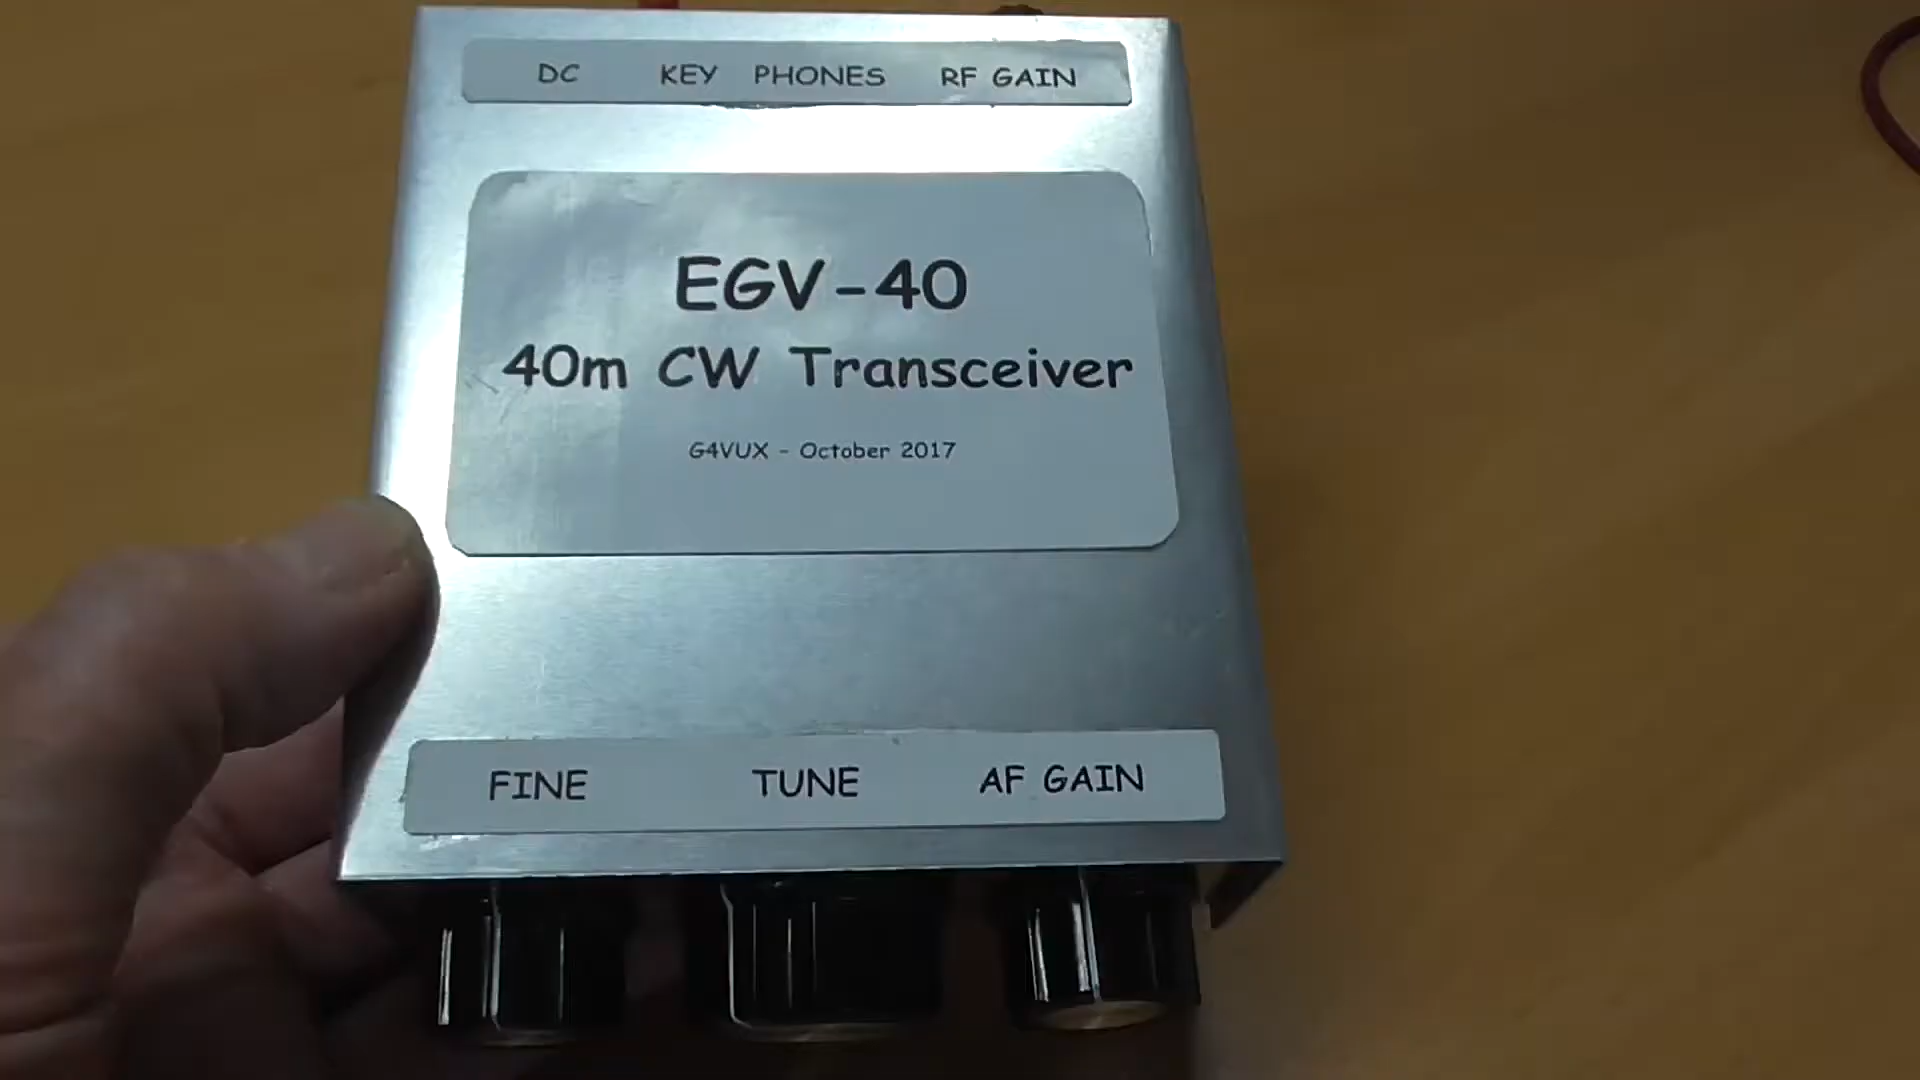 DC KEY PHONES RF GAIN
EGV-40
40m CW Transceiver
G4VUX - October 2017
FINE TUNE AF GAIN